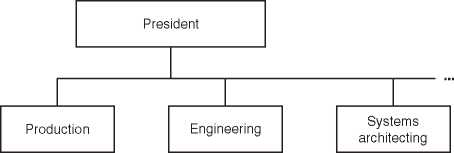 President
...
Production
Engineering
Systems
architecting